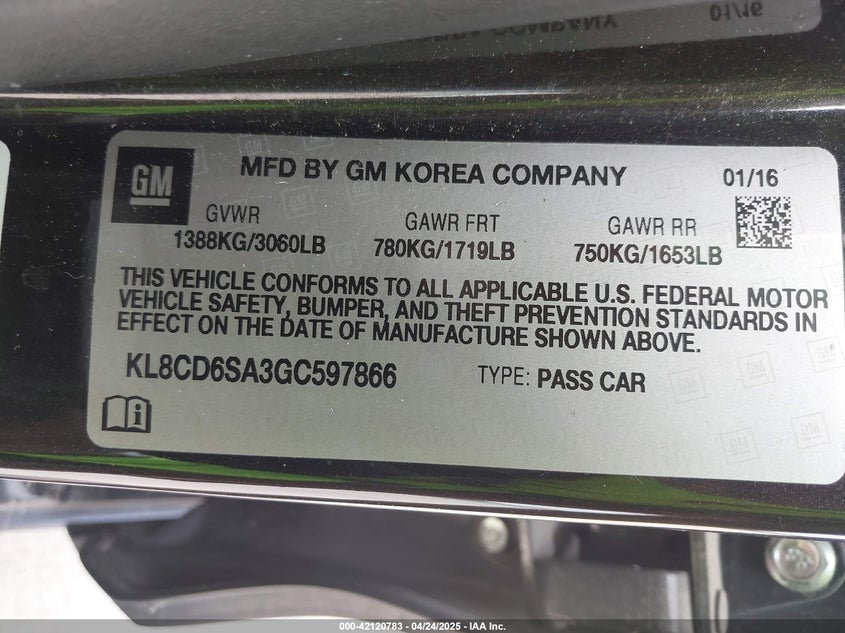 01/16
GM
MFD BY GM KOREA COMPANY
01/16
GVWR
GAWR FRT
GAWR RR
1388KG/3060LB
780KG/1719LB
750KG/1653LB
THIS VEHICLE CONFORMS TO ALL APPLICABLE U.S. FEDERAL MOTOR
VEHICLE SAFETY, BUMPER, AND THEFT PREVENTION STANDARDS IN
EFFECT ON THE DATE OF MANUFACTURE SHOWN ABOVE.
KL8CD6SA3GC597866
TYPE: PASS CAR
000-42120783 - 04/24/2025 - IAA Inc.